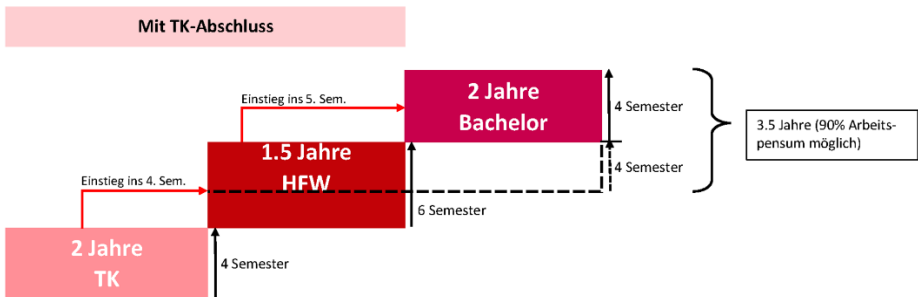 Mit TK-Abschluss
2 Jahre
Bachelor
Einstieg ins 5. Sem.
4 Semester
3.5 Jahre (90% Arbeits-
pensum möglich)
1.5 Jahre
HFW
4 Semester
Einstieg ins 4. Sem.
6 Semester
2 Jahre
TK
4 Semester